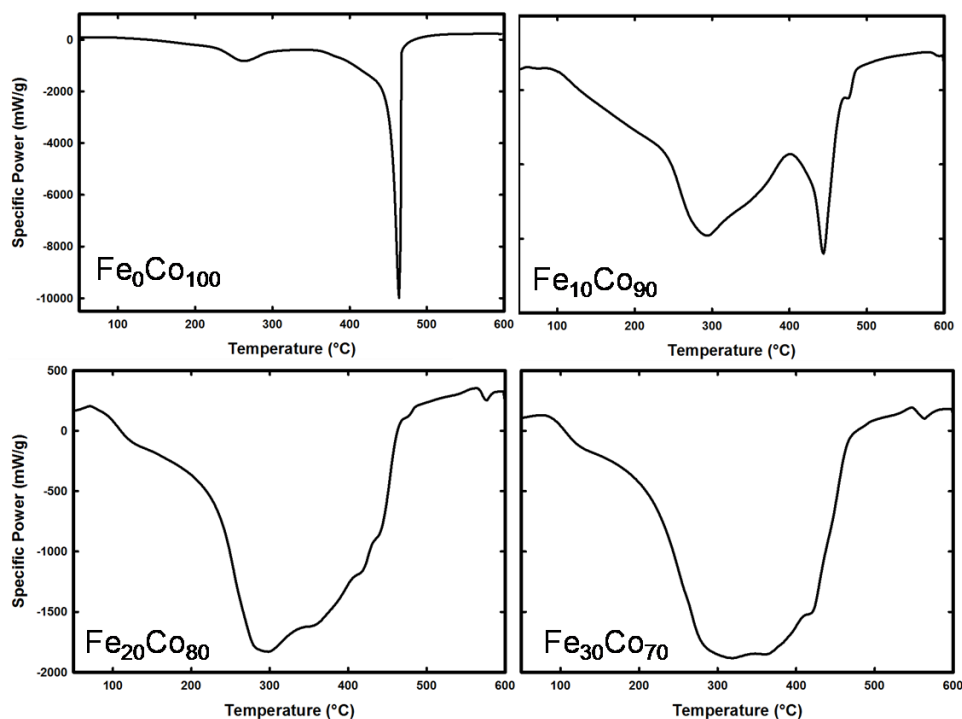 Specific Power (mW/g)
0
-2000
-4000
-6000
-8000
-10000
Fe₀Co₁₀₀
100 200 300 400 500 600
Temperature (°C)
Fe₁₀Co₉₀
100 200 300 400 500 600
Temperature (°C)
Specific Power (mW/g)
500
0
-500
-1000
-1500
-2000
Fe₂₀Co₈₀
100 200 300 400 500 600
Temperature (°C)
Fe₃₀Co₇₀
100 200 300 400 500 600
Temperature (°C)